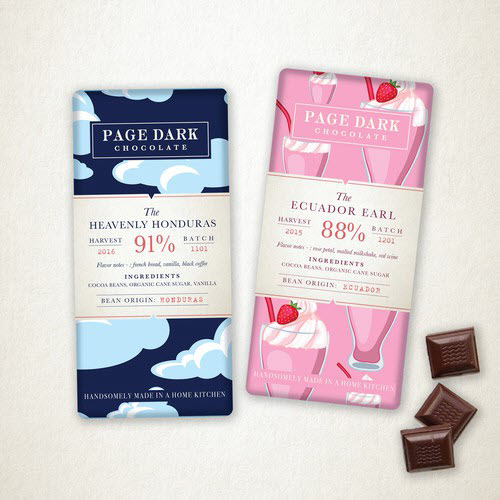 PAGE DARK
CHOCOLATE
The
HEAVENLY HONDURAS
HARVEST 2016
91%
BATCH 1101
Flavor notes - : french bread, vanilla, black coffee
INGREDIENTS
COCOA BEANS, ORGANIC CANE SUGAR, VANILLA
BEAN ORIGIN: HONDURAS
HANDSOMELY MADE IN A HOME KITCHEN
PAGE DARK
CHOCOLATE
The
ECUADOR EARL
HARVEST 2015
88%
BATCH 1201
Flavor notes - : rose petal, malted milkshake, red wine
INGREDIENTS
COCOA BEANS, ORGANIC CANE SUGAR
BEAN ORIGIN: ECUADOR
HANDSOMELY MADE IN A HOME KITCHEN